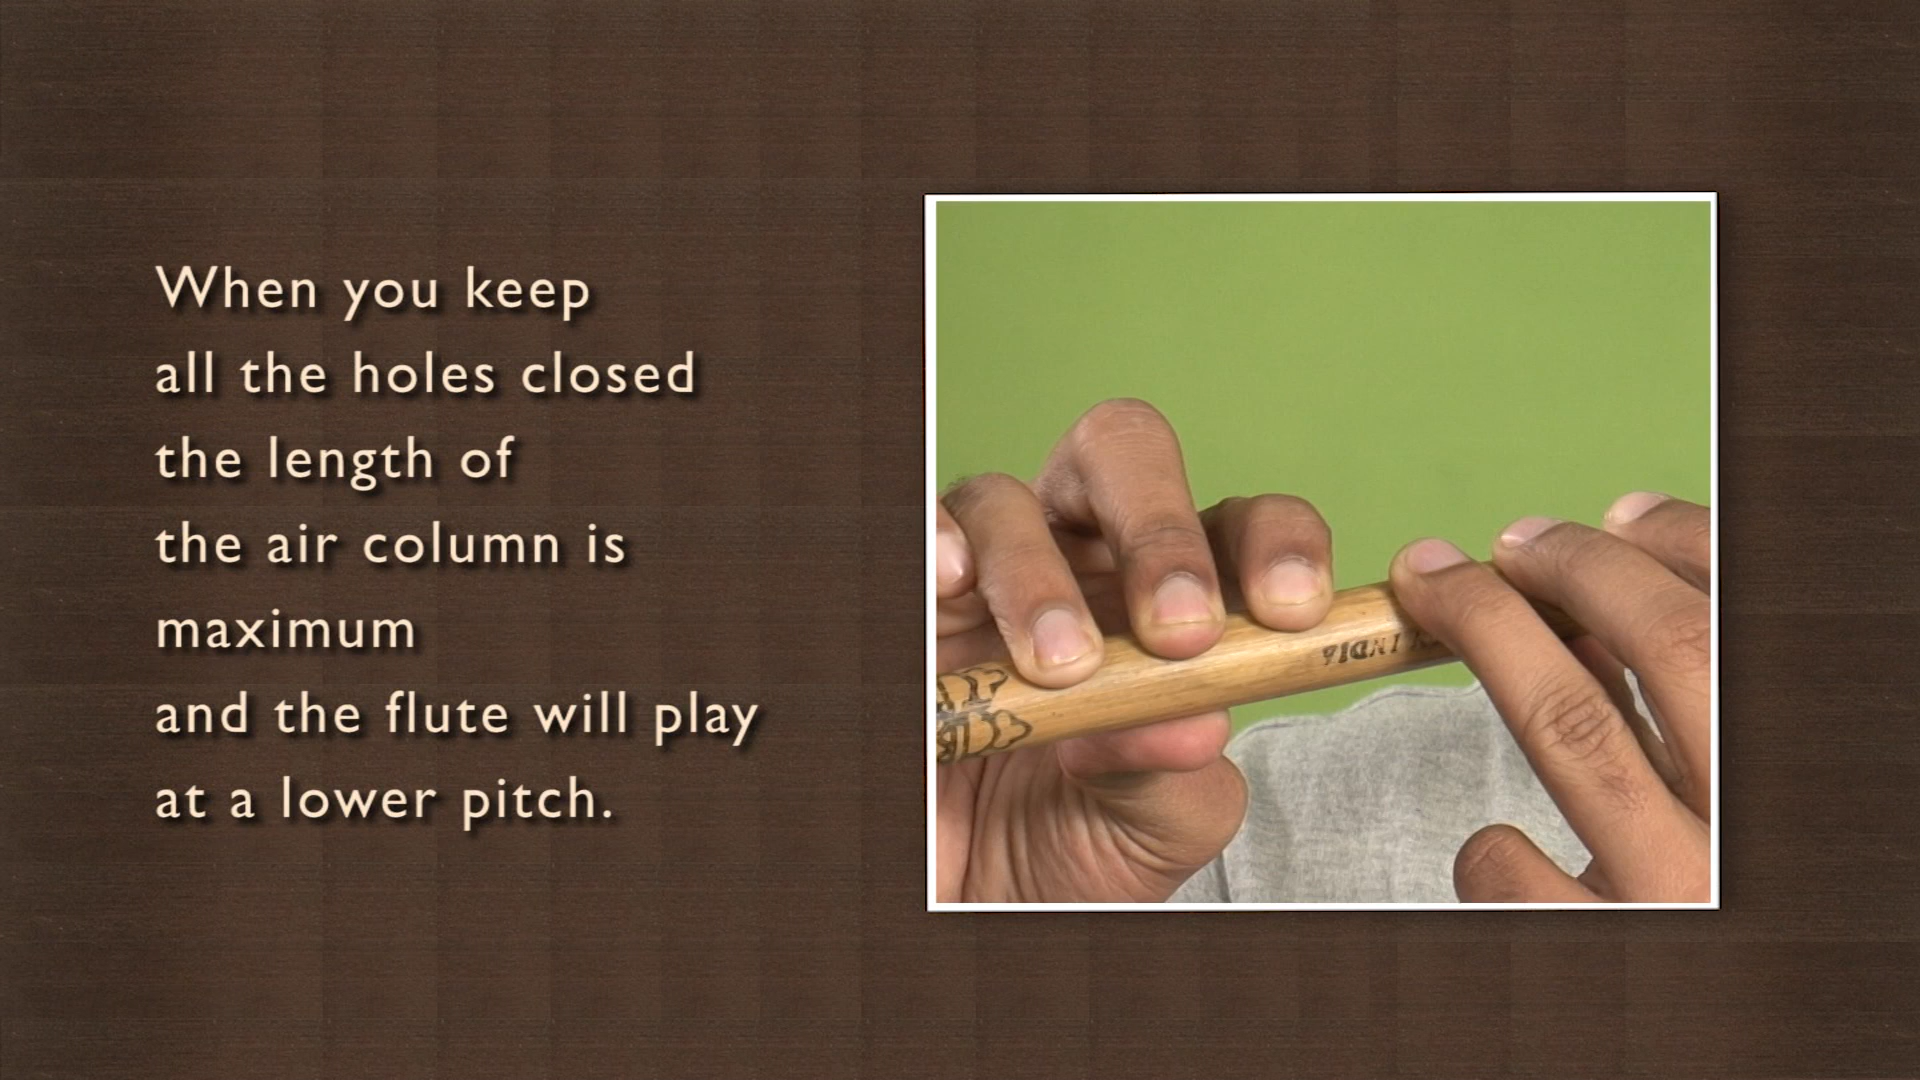 When you keep
all the holes closed
the length of
the air column is
maximum
and the flute will play
at a lower pitch.
INDIA